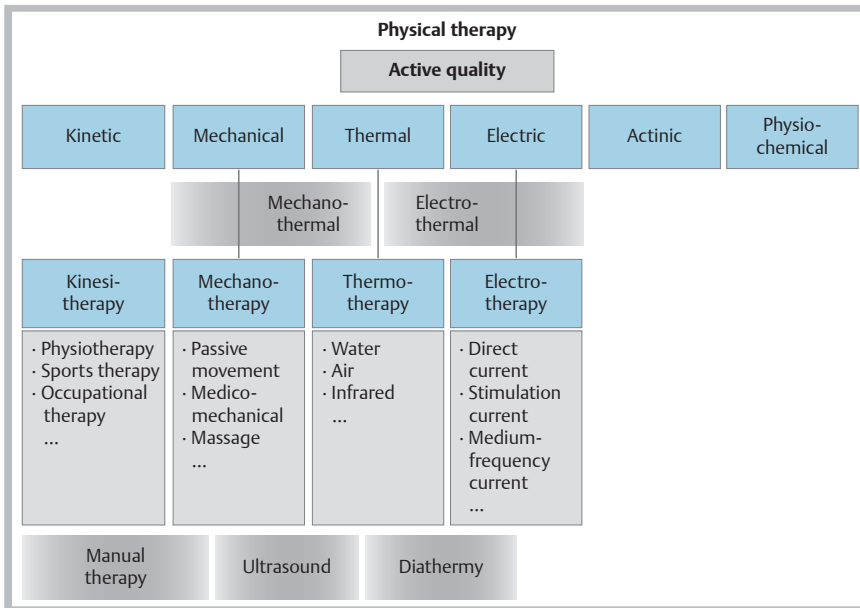 Physical therapy
Active quality
Kinetic
Mechanical
Thermal
Electric
Actinic
Physio-
chemical
Mechano-
thermal
Electro-
thermal
Kinesi-
therapy
Mechano-
therapy
Thermo-
therapy
Electro-
therapy
· Physiotherapy
· Sports therapy
· Occupational
therapy
...
· Passive
movement
· Medico-
mechanical
· Massage
...
· Water
· Air
· Infrared
...
· Direct
current
· Stimulation
current
· Medium-
frequency
current
...
Manual
therapy
Ultrasound
Diathermy